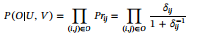 P(O|U, V) = ∏_{(i,j)∈O} Pr_{ij} = ∏_{(i,j)∈O} δ_{ij} / (1 + δ_{ij}^{-1})